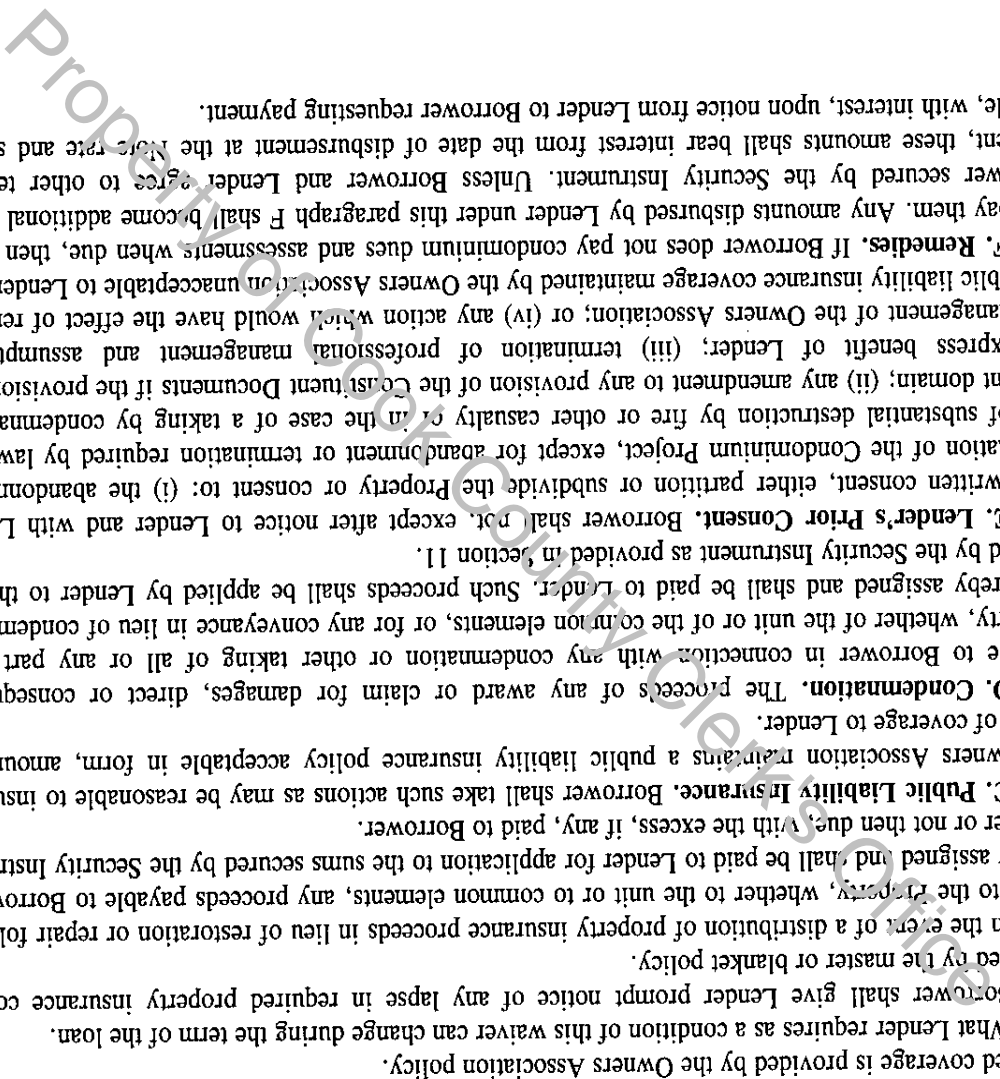 ed coverage is provided by the Owners Association policy.
What Lender requires as a condition of this waiver can change during the term of the loan.
Borrower shall give Lender prompt notice of any lapse in required property insurance co
ed by the master or blanket policy.
n the event of a distribution of property insurance proceeds in lieu of restoration or repair fol
to the Property, whether to the unit or to common elements, any proceeds payable to Borrow
assigned and shall be paid to Lender for application to the sums secured by the Security Instr
er or not then due, with the excess, if any, paid to Borrower.
C. Public Liability Insurance. Borrower shall take such actions as may be reasonable to insu
wners Association maintains a public liability insurance policy acceptable in form, amoun
of coverage to Lender.
D. Condemnation. The proceeds of any award or claim for damages, direct or conseq
e to Borrower in connection with any condemnation or other taking of all or any part
ty, whether of the unit or of the common elements, or for any conveyance in lieu of condem
reby assigned and shall be paid to Lender. Such proceeds shall be applied by Lender to th
d by the Security Instrument as provided in Section 11.
E. Lender's Prior Consent. Borrower shall not, except after notice to Lender and with L
written consent, either partition or subdivide the Property or consent to: (i) the abandonm
ation of the Condominium Project, except for abandonment or termination required by law
of substantial destruction by fire or other casualty or in the case of a taking by condemna
nt domain; (ii) any amendment to any provision of the Constituent Documents if the provision
xpress benefit of Lender; (iii) termination of professional management and assumpt
anagement of the Owners Association; or (iv) any action which would have the effect of ren
blic liability insurance coverage maintained by the Owners Association unacceptable to Lender
F. Remedies. If Borrower does not pay condominium dues and assessments when due, then
pay them. Any amounts disbursed by Lender under this paragraph F shall become additional
wer secured by the Security Instrument. Unless Borrower and Lender agree to other te
ent, these amounts shall bear interest from the date of disbursement at the Note rate and s
le, with interest, upon notice from Lender to Borrower requesting payment.
Property of Cook County Clerk's Office